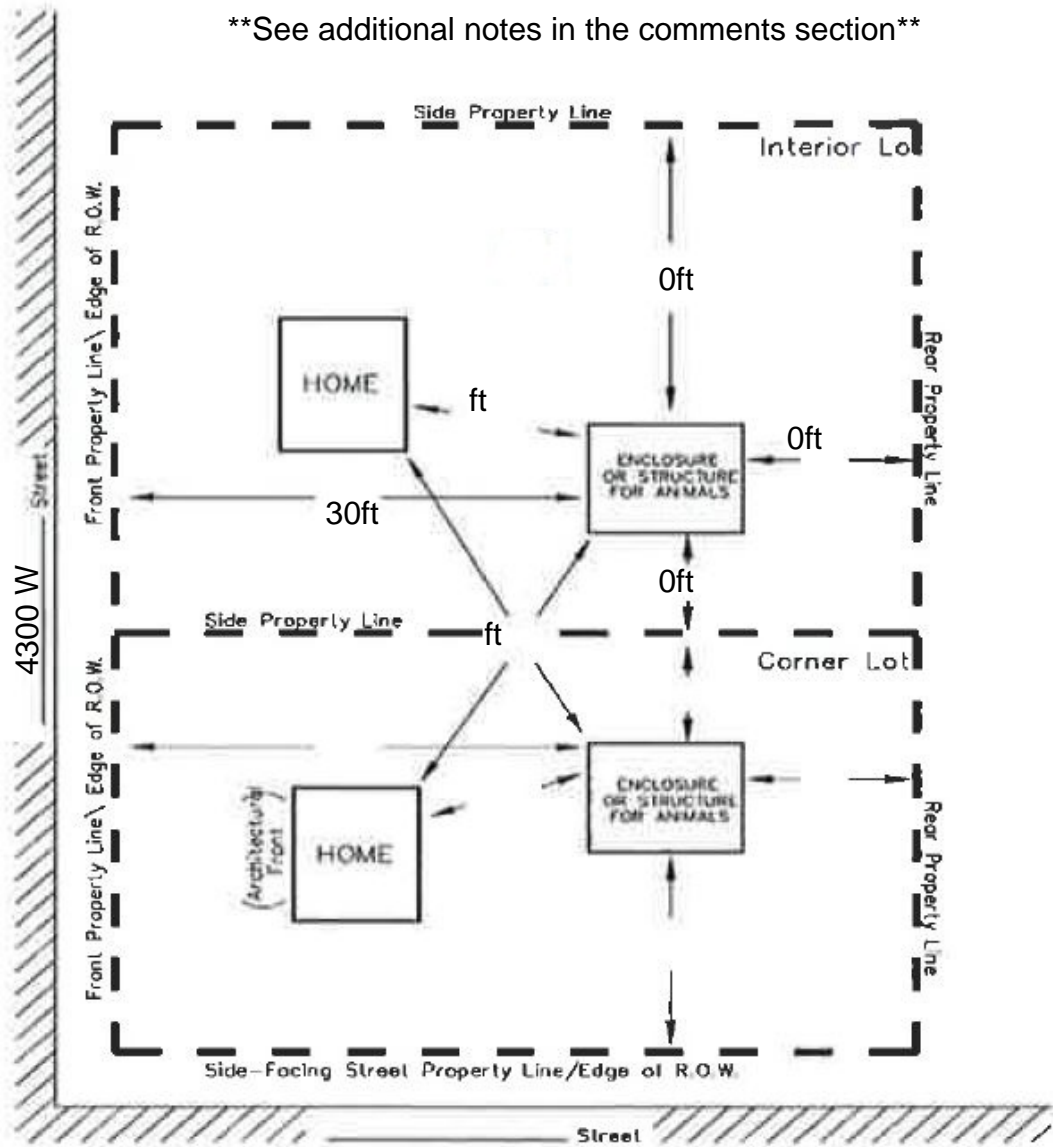 **See additional notes in the comments section**
Side Property Line
Interior Lo
Front Property Line\ Edge of R.O.W.
0ft
HOME
ft
Rear Property Line
ENCLOSURE
OR STRUCTURE
FOR ANIMALS
0ft
Street
4300 W
30ft
0ft
Side Property Line
ft
Corner Lot
Front Property Line\ Edge of R.O.W.
ENCLOSURE
OR STRUCTURE
FOR ANIMALS
(Architectural
Front)
HOME
Rear Property Line
Side-Facing Street Property Line/Edge of R.O.W.
Street